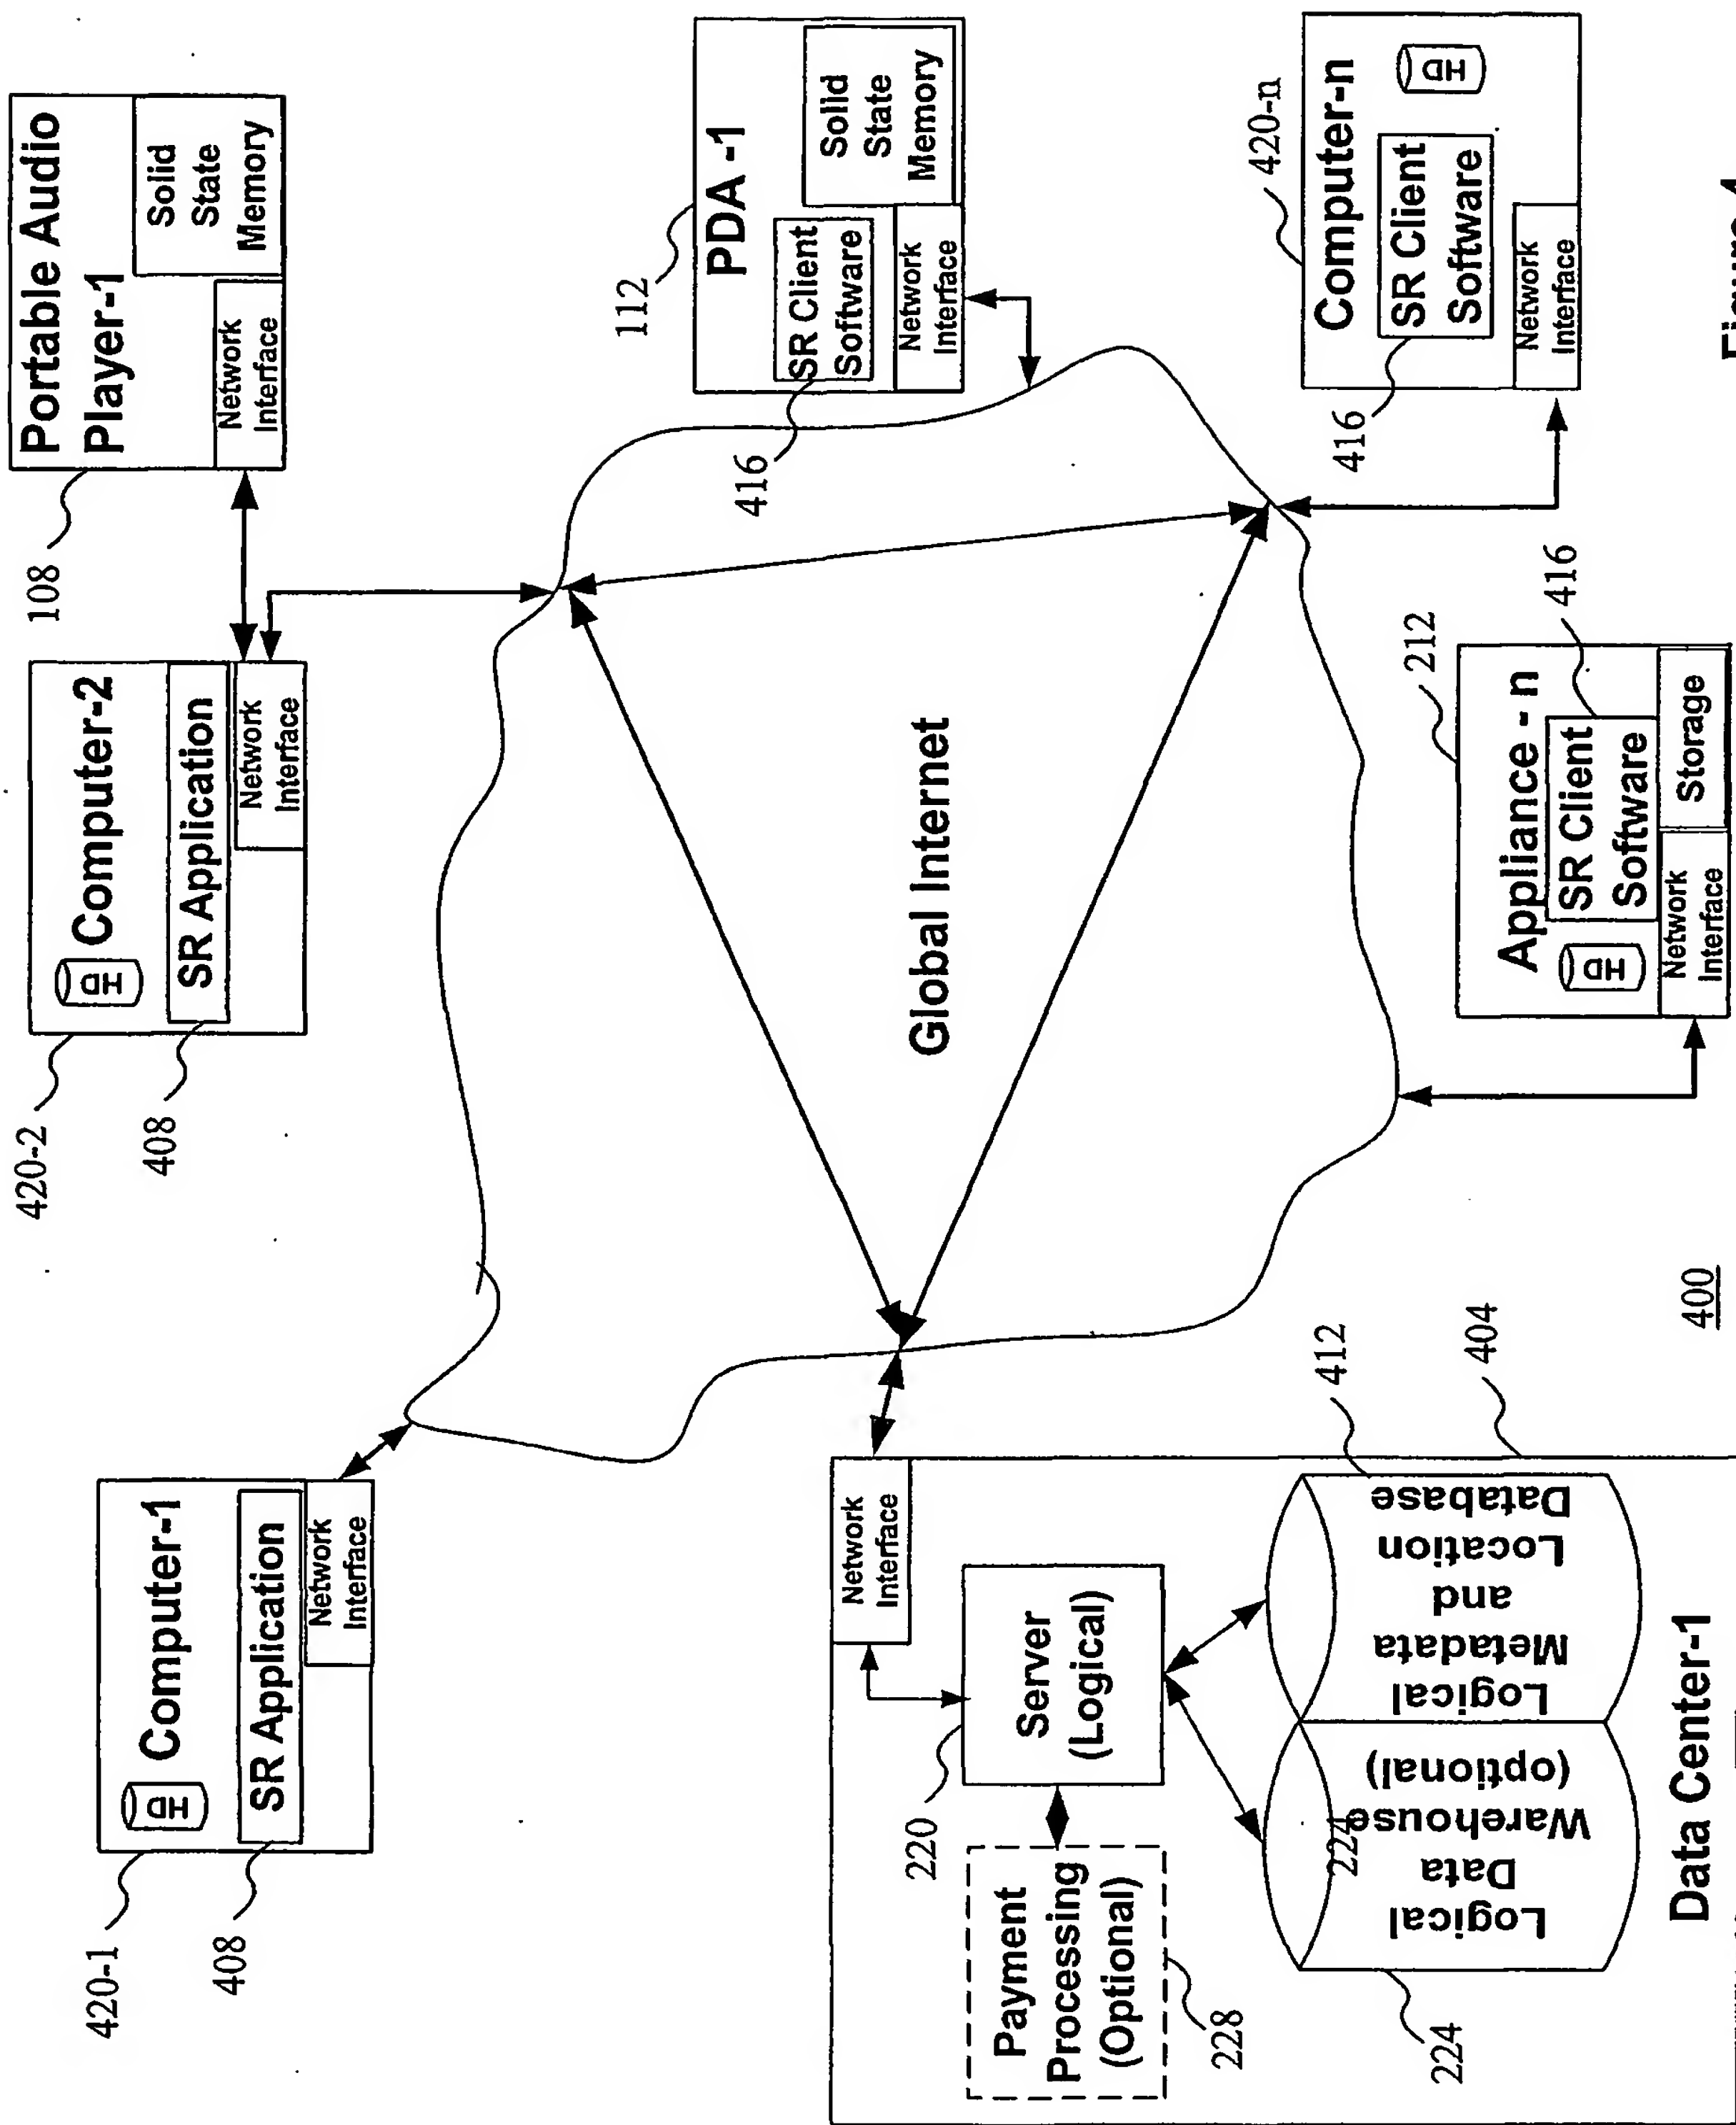 420-1
Computer-1
HD
SR Application
Network
Interface
408
420-2
Computer-2
HD
SR Application
Network
Interface
408
108
Portable Audio
Player-1
Solid
State
Memory
Network
Interface
112
PDA -1
SR Client
Software
Solid
State
Memory
Network
Interface
416
Global Internet
420-n
Computer-n
HD
SR Client
Software
Network
Interface
416
212
Appliance - n
HD
SR Client
Software
416
Network
Interface
Storage
Network
Interface
Server
(Logical)
220
Payment
Processing
(Optional)
228
Logical
Data
Warehouse
(optional)
224
224
Logical
Metadata
and
Location
Database
412
404
Data Center-1
400
Figure 4